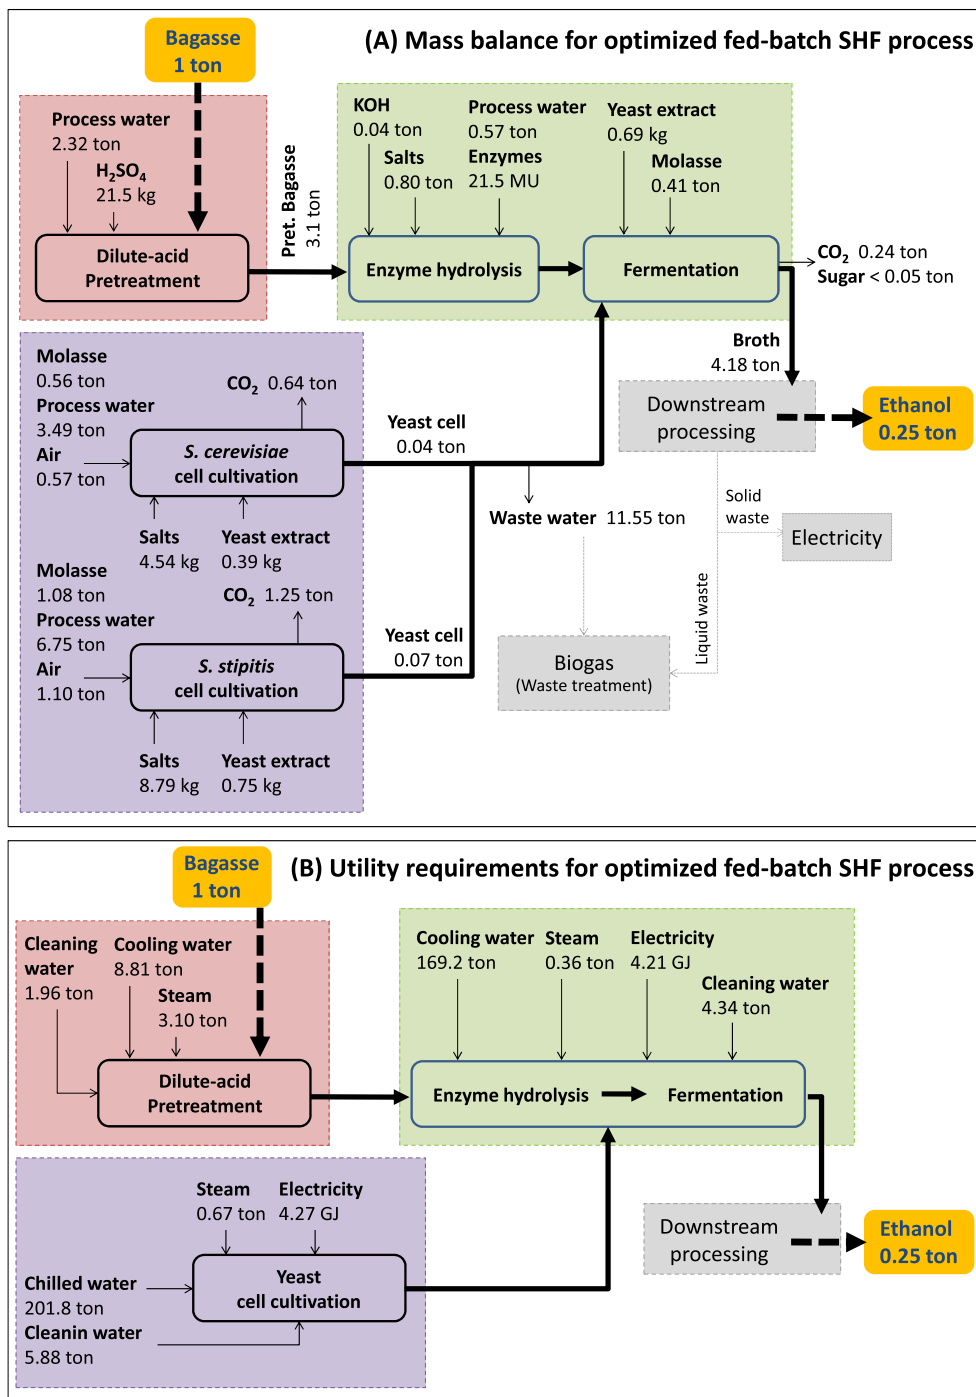 (A) Mass balance for optimized fed-batch SHF process
Bagasse
1 ton
Process water
2.32 ton
H2SO4
21.5 kg
Dilute-acid
Pretreatment
Pret. Bagasse
3.1 ton
KOH
0.04 ton
Salts
0.80 ton
Process water
0.57 ton
Enzymes
21.5 MU
Yeast extract
0.69 kg
Molasse
0.41 ton
Enzyme hydrolysis
Fermentation
CO2 0.24 ton
Sugar < 0.05 ton
Broth
4.18 ton
Downstream
processing
Ethanol
0.25 ton
Molasse
0.56 ton
Process water
3.49 ton
Air
0.57 ton
CO2 0.64 ton
S. cerevisiae
cell cultivation
Yeast cell
0.04 ton
Salts
4.54 kg
Yeast extract
0.39 kg
Waste water 11.55 ton
Solid
waste
Electricity
Liquid waste
Biogas
(Waste treatment)
Molasse
1.08 ton
Process water
6.75 ton
Air
1.10 ton
CO2 1.25 ton
S. stipitis
cell cultivation
Yeast cell
0.07 ton
Salts
8.79 kg
Yeast extract
0.75 kg
(B) Utility requirements for optimized fed-batch SHF process
Bagasse
1 ton
Cleaning
water
1.96 ton
Cooling water
8.81 ton
Steam
3.10 ton
Dilute-acid
Pretreatment
Cooling water
169.2 ton
Steam
0.36 ton
Electricity
4.21 GJ
Cleaning water
4.34 ton
Enzyme hydrolysis
Fermentation
Steam
0.67 ton
Electricity
4.27 GJ
Chilled water
201.8 ton
Cleanin water
5.88 ton
Yeast
cell cultivation
Downstream
processing
Ethanol
0.25 ton